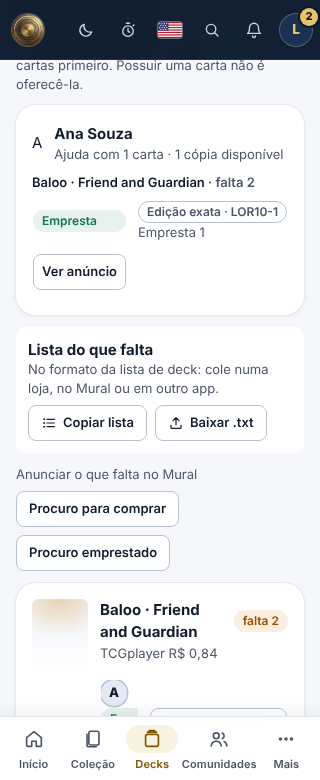 L
2
cartas primeiro. Possuir uma carta não é
oferecê-la.
A
Ana Souza
Ajuda com 1 carta · 1 cópia disponível
Baloo · Friend and Guardian · falta 2
Empresta
Edição exata · LOR10-1
Empresta 1
Ver anúncio
Lista do que falta
No formato da lista de deck: cole numa
loja, no Mural ou em outro app.
Copiar lista
Baixar .txt
Anunciar o que falta no Mural
Procuro para comprar
Procuro emprestado
Baloo · Friend
and Guardian
falta 2
TCGplayer R$ 0,84
A
Início
Coleção
Decks
Comunidades
Mais